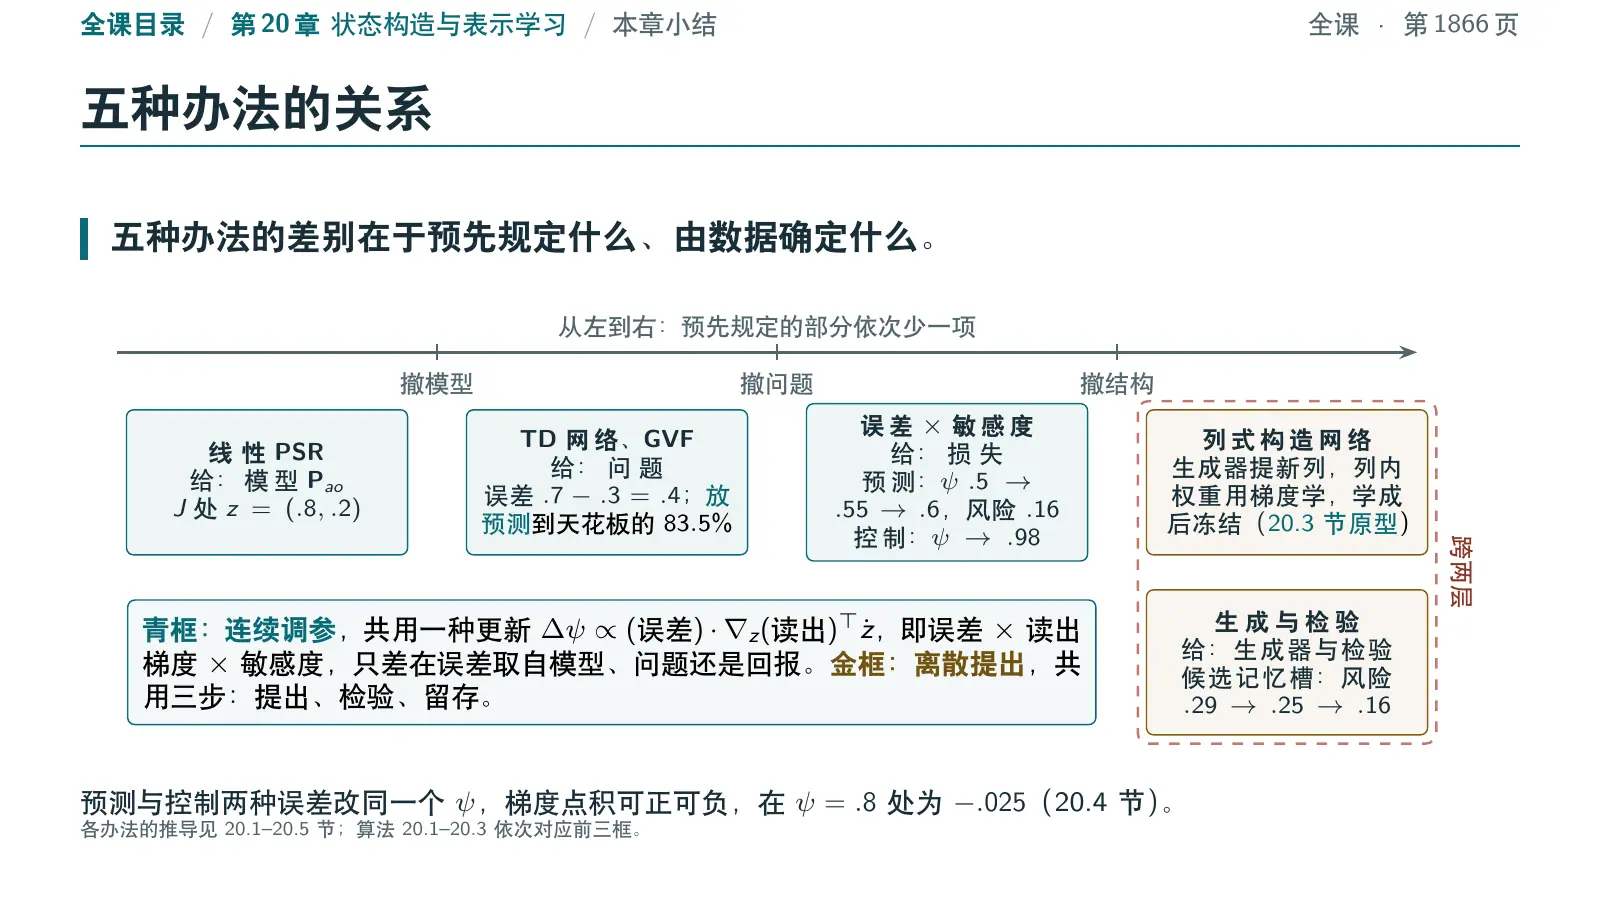 全课目录 / 第 20 章 状态构造与表示学习 / 本章小结
全课 · 第 1866 页
五种办法的关系
五种办法的差别在于预先规定什么、由数据确定什么。
从左到右：预先规定的部分依次少一项
撤模型
撤问题
撤结构
线性 PSR
给：模型 P_{ao}
J 处 z = (.8, .2)
TD 网络、GVF
给：问题
误差 .7 − .3 = .4；放
预测到天花板的 83.5%
误差 × 敏感度
给：损失
预测：ψ .5 →
.55 → .6，风险 .16
控制：ψ → .98
列式构造网络
生成器提新列，列内
权重用梯度学，学成
后冻结（20.3 节原型）
跨两层
青框：连续调参，共用一种更新 Δψ ∝ (误差) · ∇_z(读出)^⊤ ż，即误差 × 读出
梯度 × 敏感度，只差在误差取自模型、问题还是回报。金框：离散提出，共
用三步：提出、检验、留存。
生成与检验
给：生成器与检验
候选记忆槽：风险
.29 → .25 → .16
预测与控制两种误差改同一个 ψ，梯度点积可正可负，在 ψ = .8 处为 −.025（20.4 节）。
各办法的推导见 20.1–20.5 节；算法 20.1–20.3 依次对应前三框。